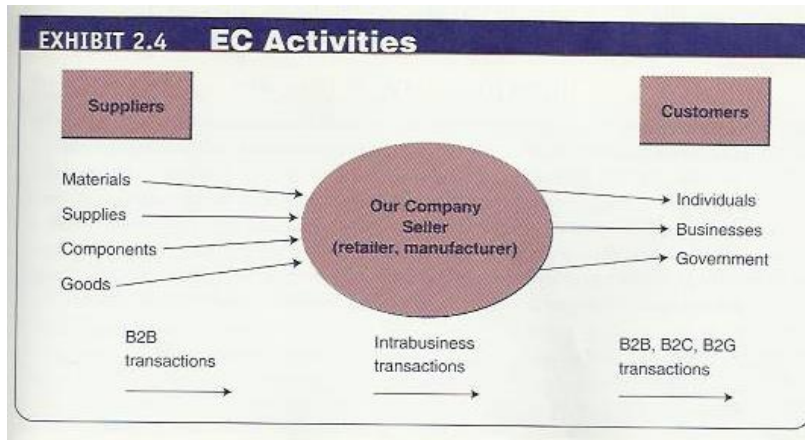 EXHIBIT 2.4 EC Activities
Suppliers
Customers
Materials
Supplies
Components
Goods
Our Company
Seller
(retailer, manufacturer)
Individuals
Businesses
Government
B2B
transactions
Intrabusiness
transactions
B2B, B2C, B2G
transactions